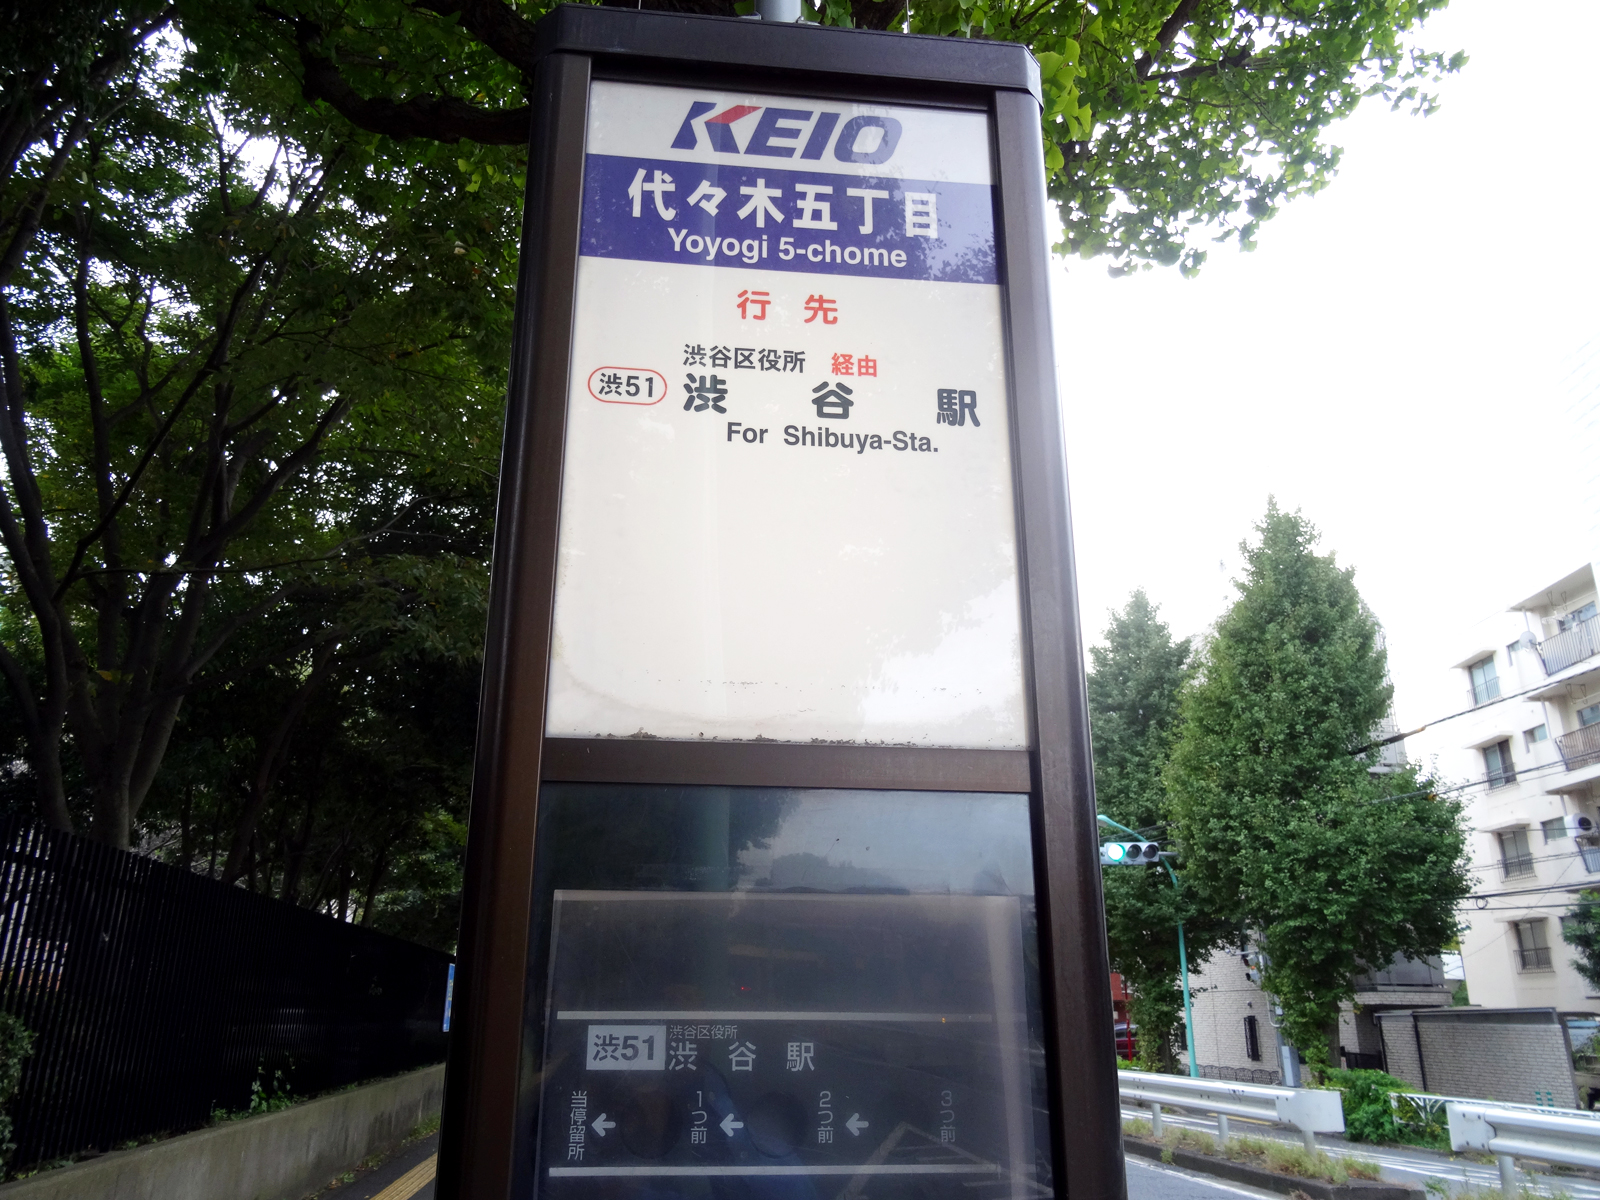 KEIO
代々木五丁目
Yoyogi 5-chome
行先
渋谷区役所 経由
渋51 渋谷駅
For Shibuya-Sta.
渋51 渋谷区役所
渋谷駅
当停留所 ← 1つ前 ← 2つ前 ← 3つ前